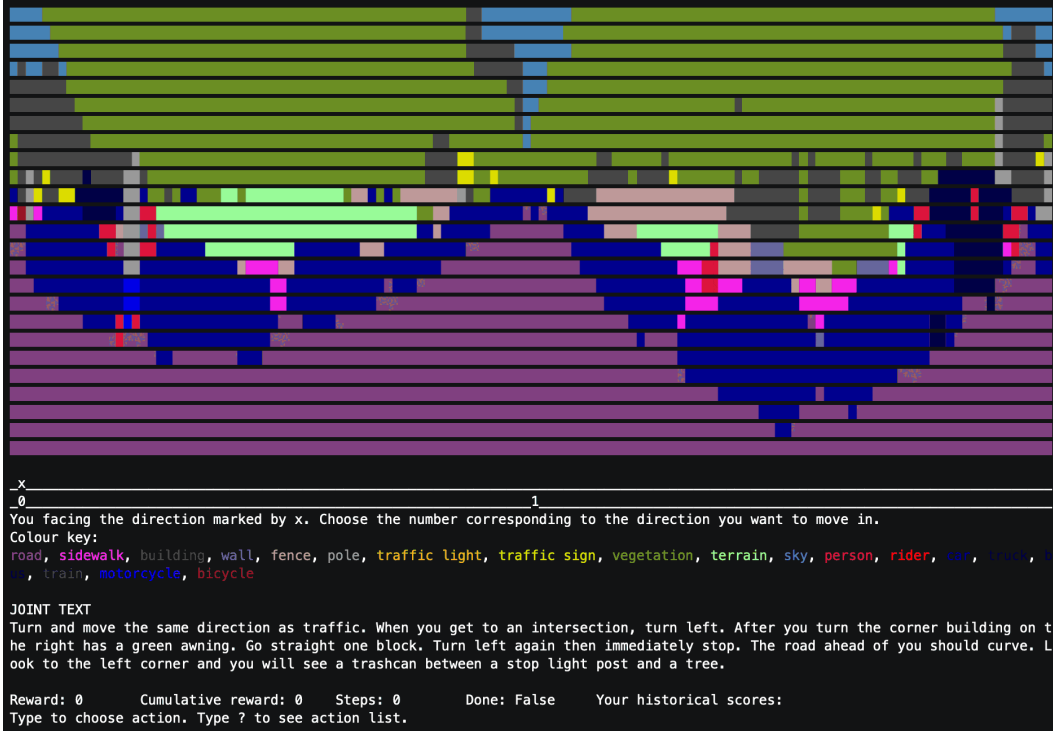 _x_
_0_ _1_
You facing the direction marked by x. Choose the number corresponding to the direction you want to move in.
Colour key:
road, sidewalk, building, wall, fence, pole, traffic light, traffic sign, vegetation, terrain, sky, person, rider, car, truck, b
us, train, motorcycle, bicycle
JOINT TEXT
Turn and move the same direction as traffic. When you get to an intersection, turn left. After you turn the corner building on t
he right has a green awning. Go straight one block. Turn left again then immediately stop. The road ahead of you should curve. L
ook to the left corner and you will see a trashcan between a stop light post and a tree.
Reward: 0 Cumulative reward: 0 Steps: 0 Done: False Your historical scores:
Type to choose action. Type ? to see action list.